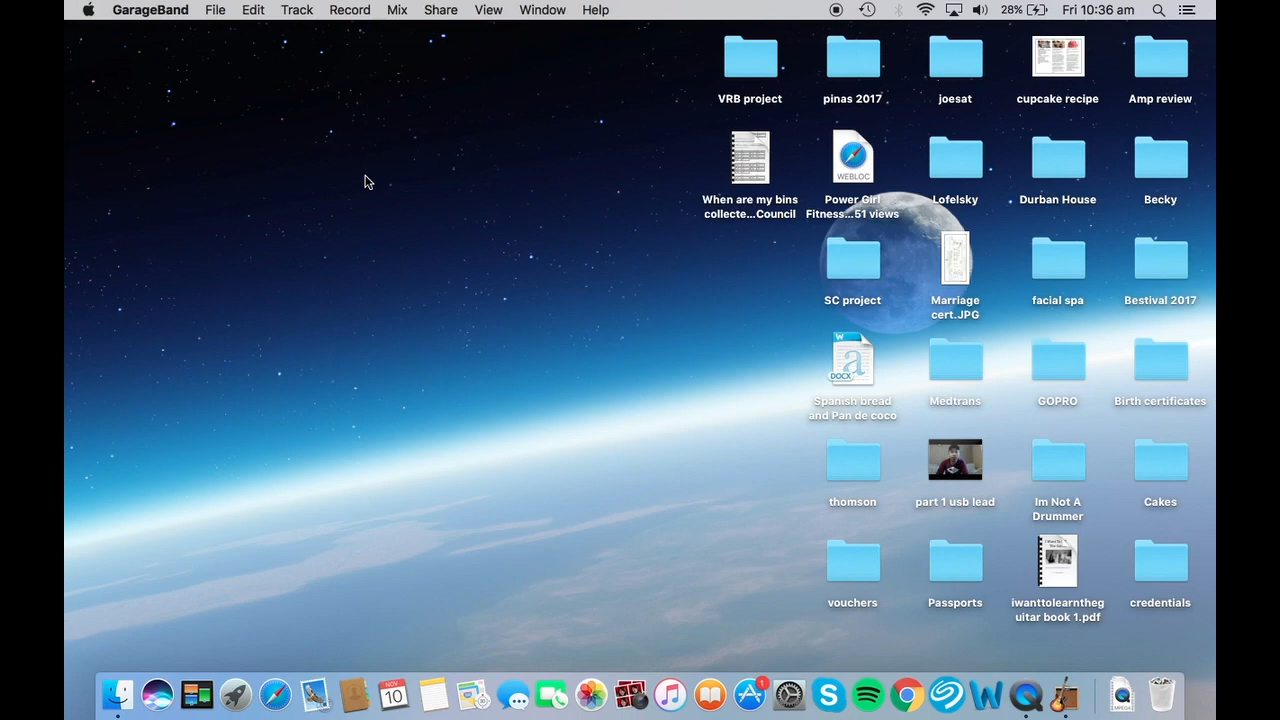 GarageBand File Edit Track Record Mix Share View Window Help 28% Fri 10:36 am
VRB project pinas 2017 joesat cupcake recipe Amp review
WEBLOC
When are my bins collecte...Council
Power Girl Fitness...51 views
Lofelsky Durban House Becky
SC project
Marriage cert.JPG
facial spa Bestival 2017
W
a
DOCX
Spanish bread and Pan de coco
Medtrans GOPRO Birth certificates
thomson part 1 usb lead
Im Not A Drummer
Cakes
vouchers Passports
iwanttolearntheg uitar book 1.pdf
credentials
NOV
10
1
MPEG4